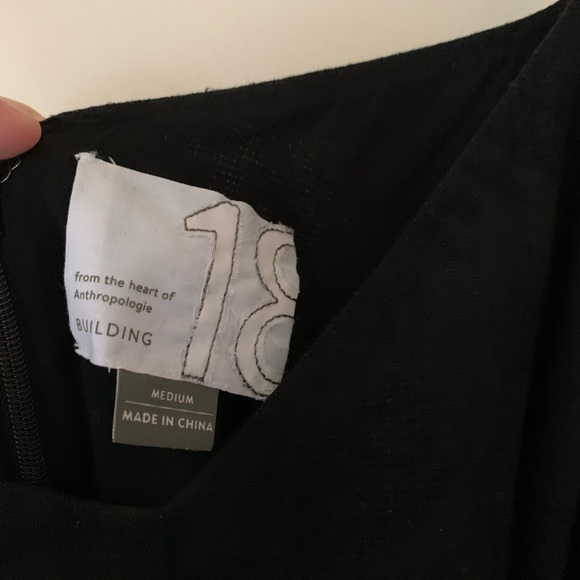 from the heart of
Anthropologie
BUILDING 18
MEDIUM
MADE IN CHINA